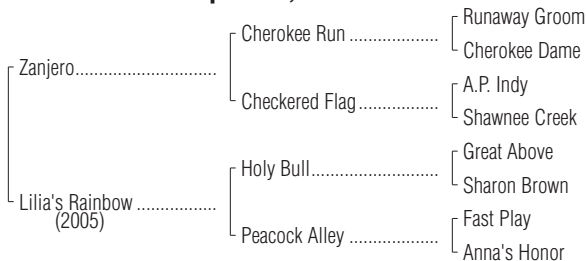 Runaway Groom
Cherokee Run ...................
Cherokee Dame
Zanjero..............................
A.P. Indy
Checkered Flag.................
Shawnee Creek
Great Above
Holy Bull...........................
Sharon Brown
Lilia's Rainbow .................
(2005)
Fast Play
Peacock Alley ...................
Anna's Honor